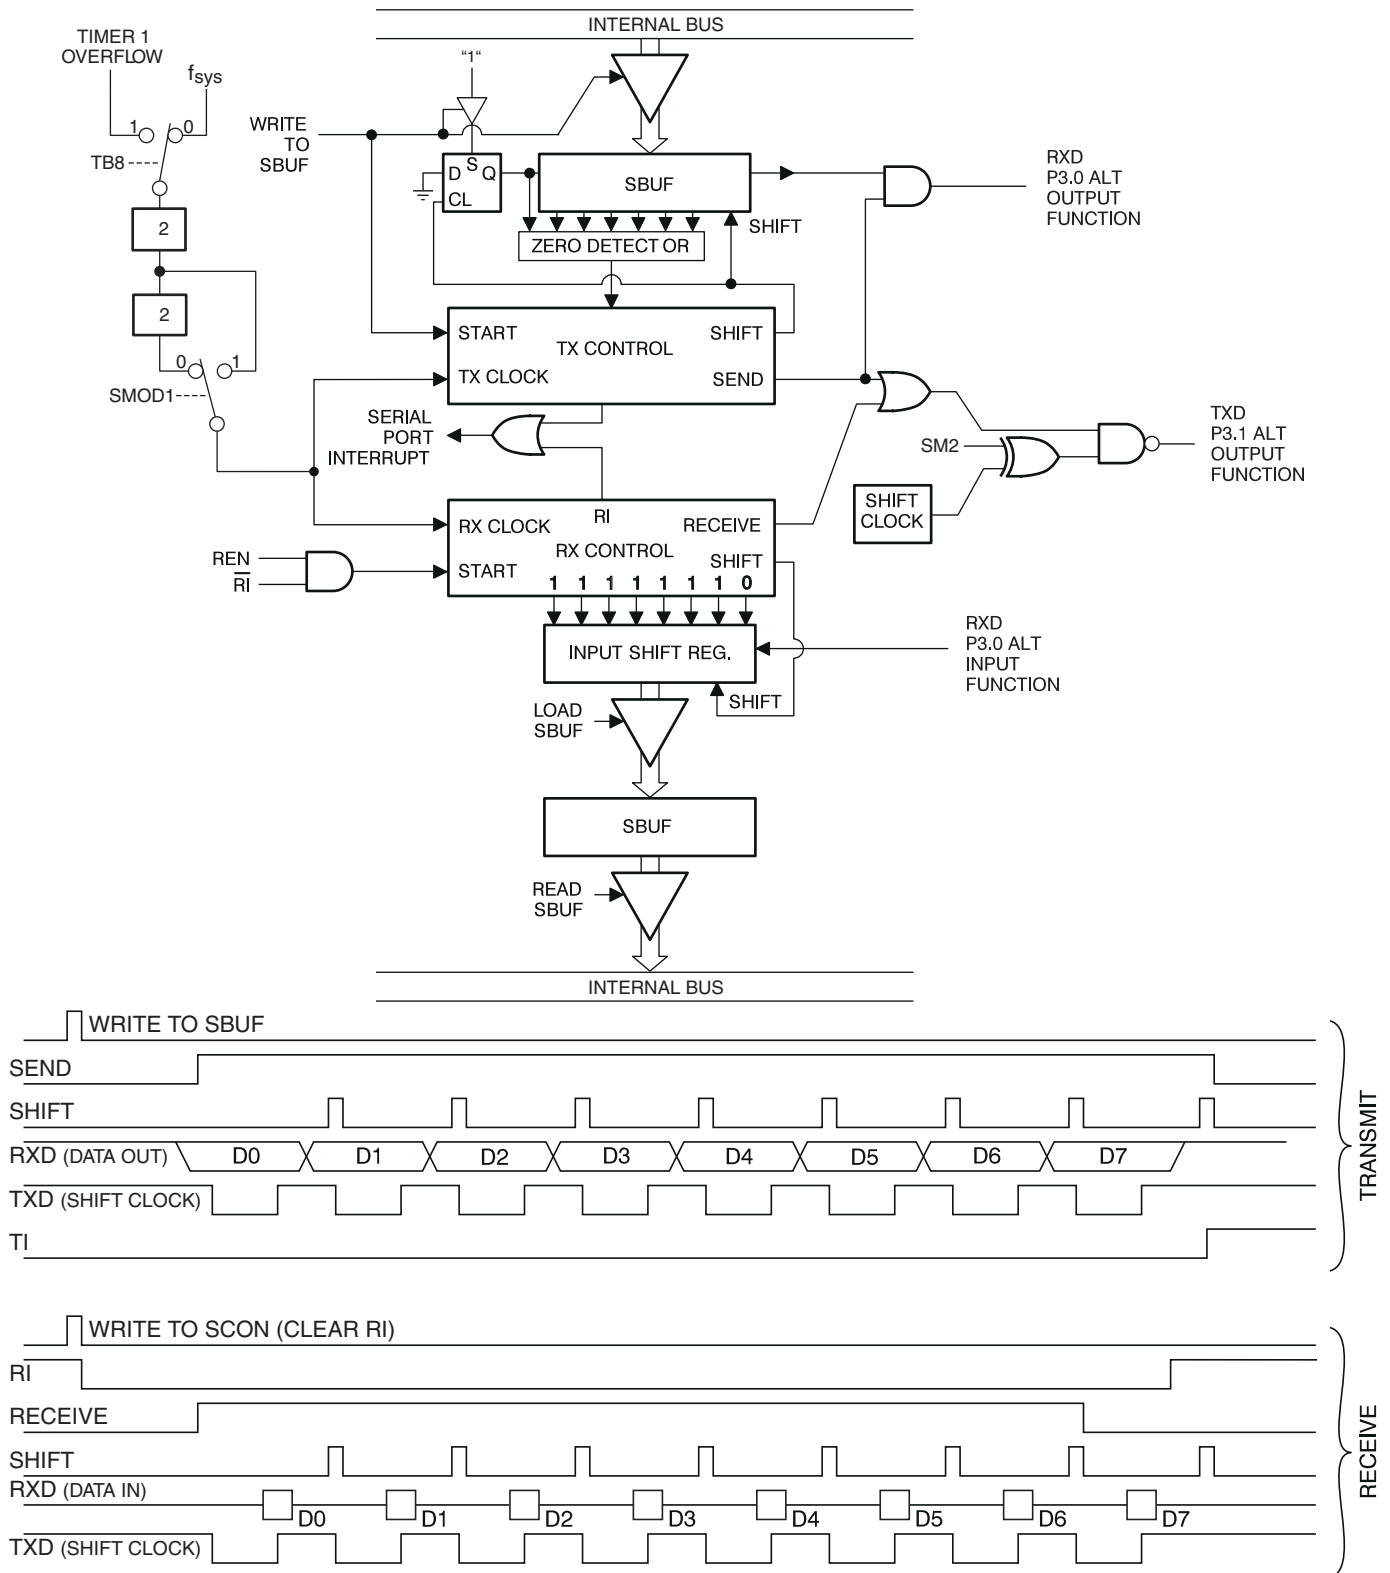 INTERNAL BUS
TIMER 1
OVERFLOW
fsys
"1"
1
0
TB8
WRITE
TO
SBUF
D
S
Q
CL
SBUF
SHIFT
ZERO DETECT OR
RXD
P3.0 ALT
OUTPUT
FUNCTION
2
2
0
1
SMOD1
START
SHIFT
TX CONTROL
TX CLOCK
SEND
SERIAL
PORT
INTERRUPT
SM2
TXD
P3.1 ALT
OUTPUT
FUNCTION
SHIFT
CLOCK
RX CLOCK
RI
RECEIVE
RX CONTROL
SHIFT
START
1 1 1 1 1 1 1 0
REN
RI
INPUT SHIFT REG.
RXD
P3.0 ALT
INPUT
FUNCTION
SHIFT
LOAD
SBUF
SBUF
READ
SBUF
INTERNAL BUS
WRITE TO SBUF
SEND
SHIFT
RXD (DATA OUT) D0 D1 D2 D3 D4 D5 D6 D7
TXD (SHIFT CLOCK)
TI
TRANSMIT
WRITE TO SCON (CLEAR RI)
RI
RECEIVE
SHIFT
RXD (DATA IN)
D0 D1 D2 D3 D4 D5 D6 D7
TXD (SHIFT CLOCK)
RECEIVE